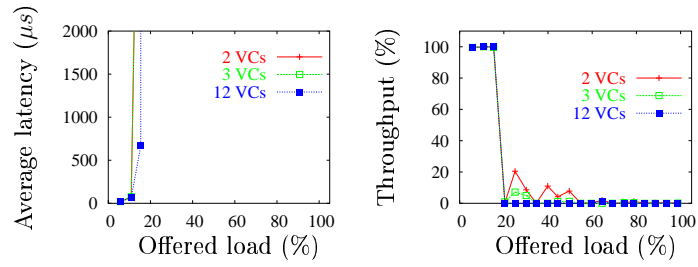 Average latency (μs)
2000
1500
1000
500
0
2 VCs
3 VCs
12 VCs
0 20 40 60 80 100
Offered load (%)
Throughput (%)
100
80
60
40
20
0
2 VCs
3 VCs
12 VCs
0 20 40 60 80 100
Offered load (%)